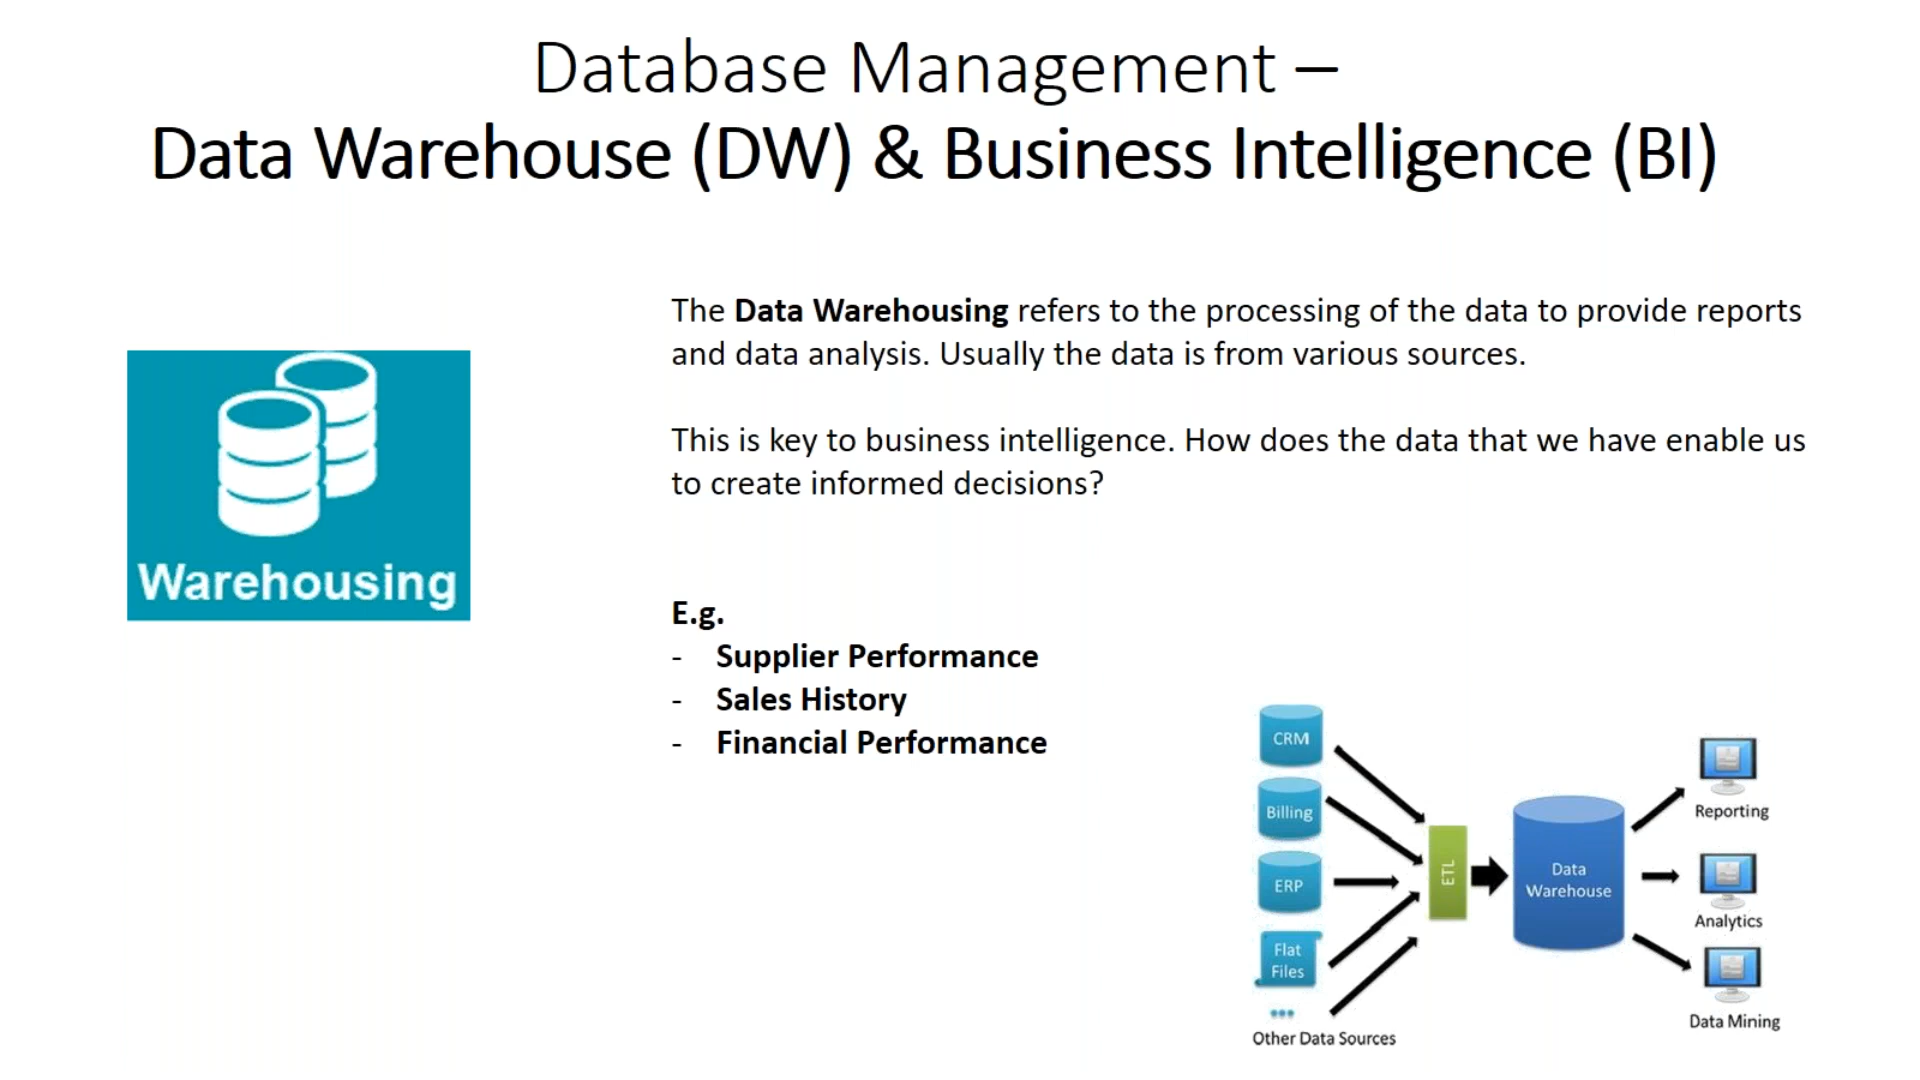 Database Management –
Data Warehouse (DW) & Business Intelligence (BI)
The Data Warehousing refers to the processing of the data to provide reports
and data analysis. Usually the data is from various sources.
This is key to business intelligence. How does the data that we have enable us
to create informed decisions?
Warehousing
E.g.
- Supplier Performance
- Sales History
- Financial Performance
CRM
Billing
ERP
Flat
Files
Other Data Sources
ETL
Data
Warehouse
Reporting
Analytics
Data Mining